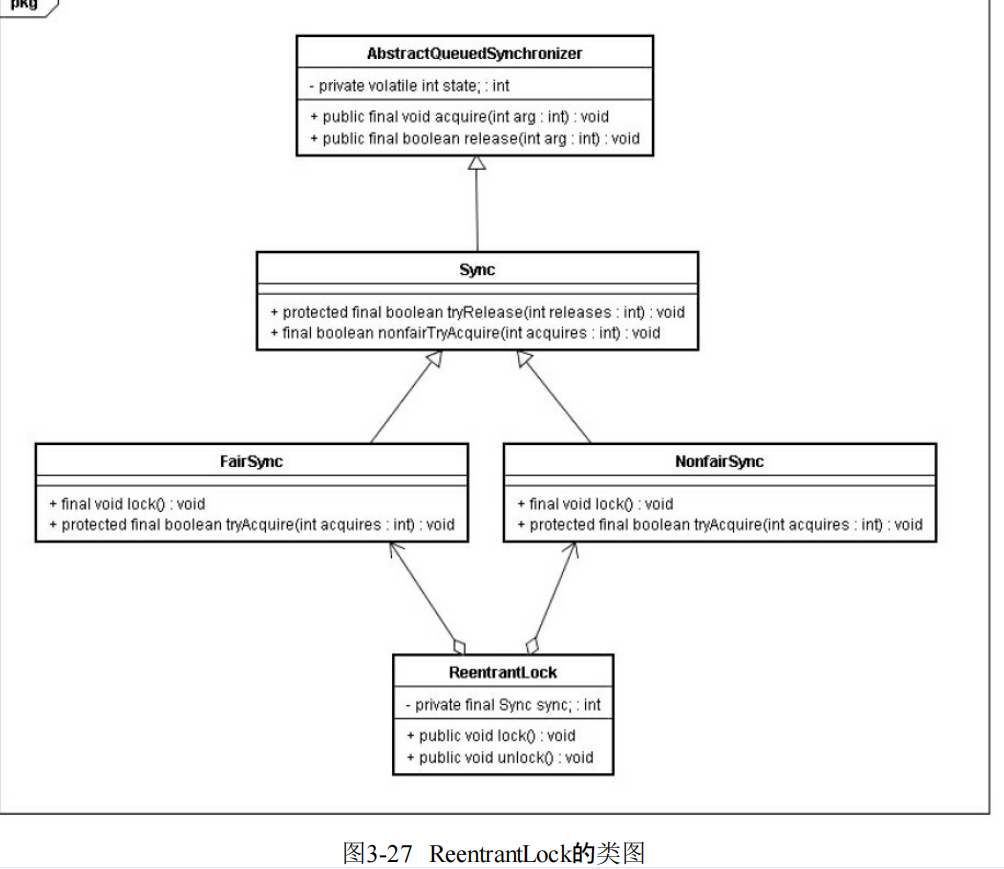 pkg
AbstractQueuedSynchronizer
- private volatile int state; : int
+ public final void acquire(int arg : int) : void
+ public final boolean release(int arg : int) : void
Sync
+ protected final boolean tryRelease(int releases : int) : void
+ final boolean nonfairTryAcquire(int acquires : int) : void
FairSync
+ final void lock() : void
+ protected final boolean tryAcquire(int acquires : int) : void
NonfairSync
+ final void lock() : void
+ protected final boolean tryAcquire(int acquires : int) : void
ReentrantLock
- private final Sync sync; : int
+ public void lock() : void
+ public void unlock() : void
图3-27 ReentrantLock的类图